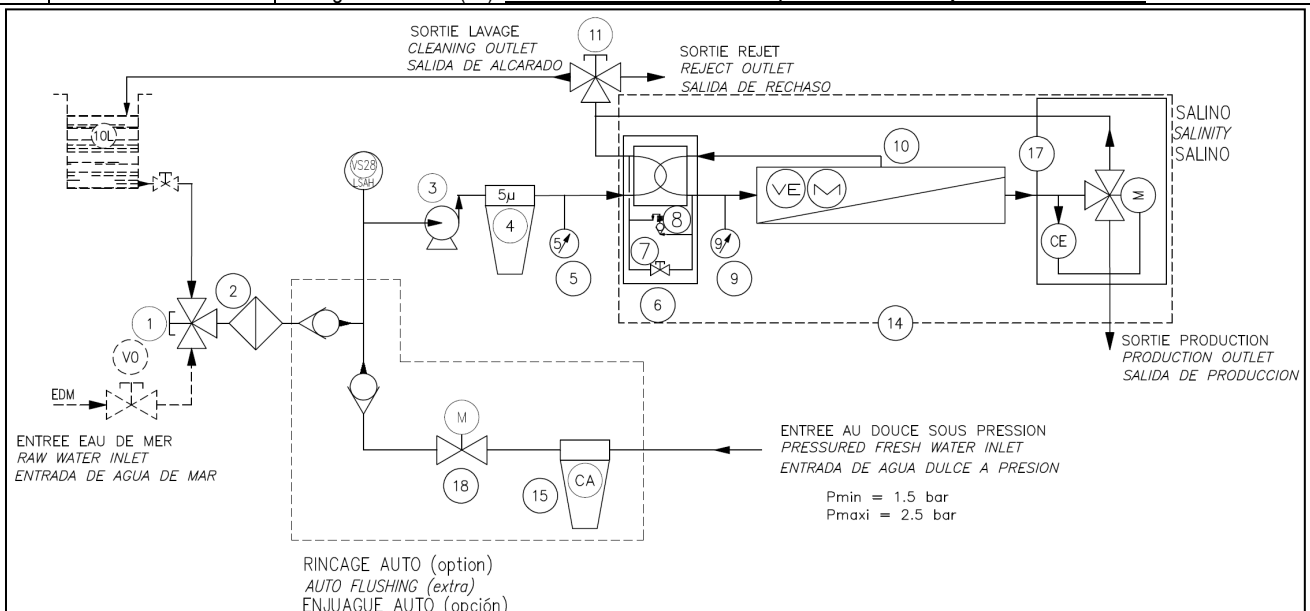 SORTIE LAVAGE
CLEANING OUTLET
SALIDA DE ALCARADO
11
SORTIE REJET
REJECT OUTLET
SALIDA DE RECHASO
10L
VS28
LSAH
3
5µ
4
5
5
8
7
6
9
9
10
VE
M
14
17
CE
M
SALINO
SALINITY
SALINO
1
2
V0
EDM
ENTREE EAU DE MER
RAW WATER INLET
ENTRADA DE AGUA DE MAR
M
18
15
CA
SORTIE PRODUCTION
PRODUCTION OUTLET
SALIDA DE PRODUCCION
ENTREE AU DOUCE SOUS PRESSION
PRESSURED FRESH WATER INLET
ENTRADA DE AGUA DULCE A PRESION
Pmin = 1.5 bar
Pmaxi = 2.5 bar
RINCAGE AUTO (option)
AUTO FLUSHING (extra)
ENJUAGUE AUTO (opción)